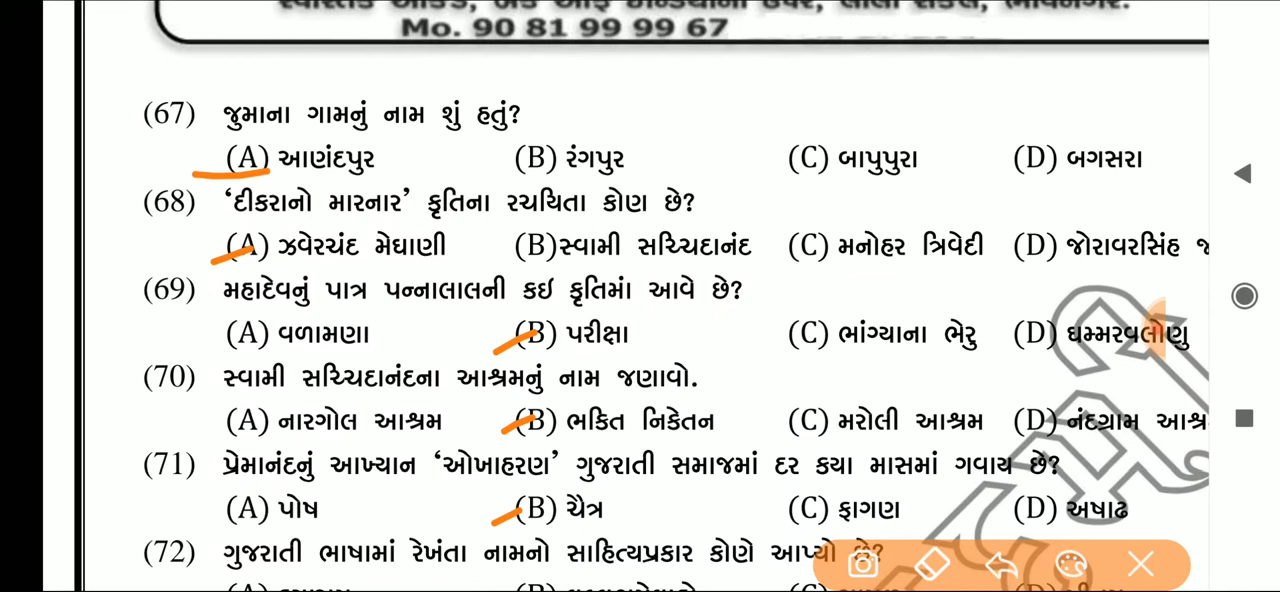 Mo. 90 81 99 99 67
(67) જુમાના ગામનું નામ શું હતું?
(A) આણંદપુર (B) રંગપુર (C) બાપુપુરા (D) બગસરા
(68) ‘દીકરાનો મારનાર’ કૃતિના રચયિતા કોણ છે?
(A) ઝવેરચંદ મેઘાણી (B)સ્વામી સચ્ચિદાનંદ (C) મનોહર ત્રિવેદી (D) જોરાવરસિંહ
(69) મહાદેવનું પાત્ર પન્નાલાલની કઇ કૃતિમાં આવે છે?
(A) વળામણા (B) પરીક્ષા (C) ભાંગ્યાના ભેરુ (D) ઘમ્મરવલોણુ
(70) સ્વામી સચ્ચિદાનંદના આશ્રમનું નામ જણાવો.
(A) નારગોલ આશ્રમ (B) ભકિત નિકેતન (C) મરોલી આશ્રમ (D) નંદગ્રામ આશ્ર
(71) પ્રેમાનંદનું આખ્યાન ‘ઓખાહરણ’ ગુજરાતી સમાજમાં દર કયા માસમાં ગવાય છે?
(A) પોષ (B) ચૈત્ર (C) ફાગણ (D) અષાઢ
(72) ગુજરાતી ભાષામાં રેખંતા નામનો સાહિત્યપ્રકાર કોણે આપ્યો છે?